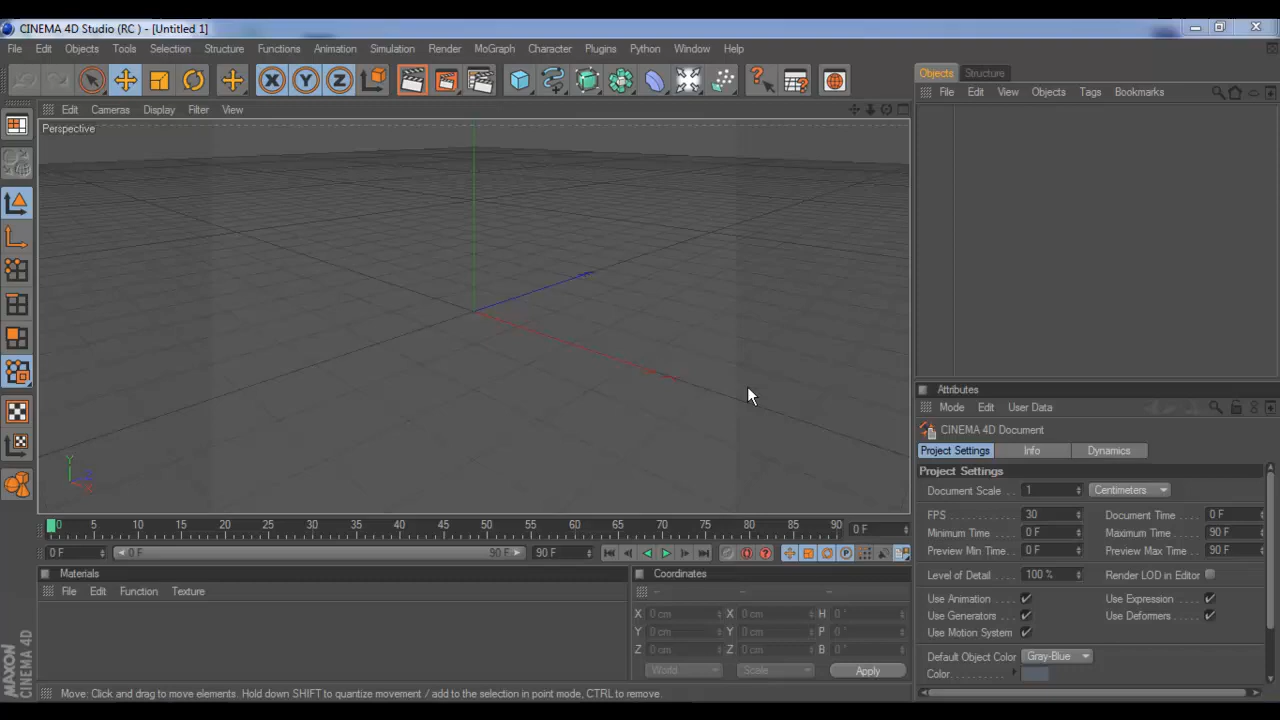 CINEMA 4D Studio (RC ) - [Untitled 1]
File Edit Objects Tools Selection Structure Functions Animation Simulation Render MoGraph Character Plugins Python Window Help
Objects Structure
File Edit View Objects Tags Bookmarks
Edit Cameras Display Filter View
Perspective
X Y Z
Y
Z
X
Attributes
Mode Edit User Data
CINEMA 4D Document
Project Settings Info Dynamics
Project Settings
Document Scale . . 1 Centimeters
FPS . . . . . . . . . 30 Document Time . . 0 F
Minimum Time . . 0 F Maximum Time . . 90 F
Preview Min Time . 0 F Preview Max Time . 90 F
Level of Detail . . 100 % Render LOD in Editor
Use Animation . . . Use Expression . . . .
Use Generators . . Use Deformers . . . .
Use Motion System
Default Object Color Gray-Blue
Color . . . . . . . . . .
0 5 10 15 20 25 30 35 40 45 50 55 60 65 70 75 80 85 90 0 F
0 F 0 F 90 F 90 F
Materials
File Edit Function Texture
Coordinates
-- -- --
X 0 cm X 0 cm H 0 °
Y 0 cm Y 0 cm P 0 °
Z 0 cm Z 0 cm B 0 °
World Scale Apply
MAXON
CINEMA 4D
Move: Click and drag to move elements. Hold down SHIFT to quantize movement / add to the selection in point mode, CTRL to remove.